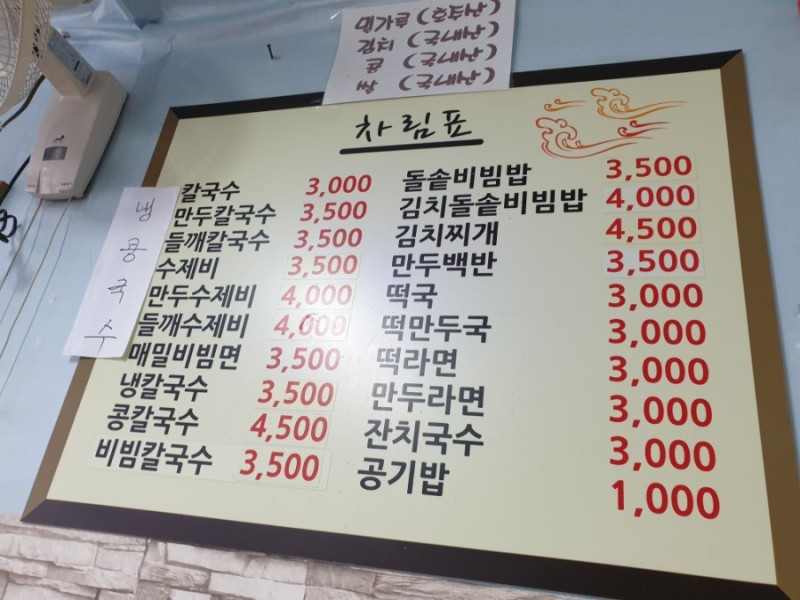 밀가루 (호주산)
김치 (국내산)
콩 (국내산)
쌀 (국내산)
차림표
냉콩국수
칼국수 3,000
만두칼국수 3,500
들깨칼국수 3,500
수제비 3,500
만두수제비 4,000
들깨수제비 4,000
매밀비빔면 3,500
냉칼국수 3,500
콩칼국수 4,500
비빔칼국수 3,500
돌솥비빔밥 3,500
김치돌솥비빔밥 4,000
김치찌개 4,500
만두백반 3,500
떡국 3,000
떡만두국 3,000
떡라면 3,000
만두라면 3,000
잔치국수 3,000
공기밥 1,000